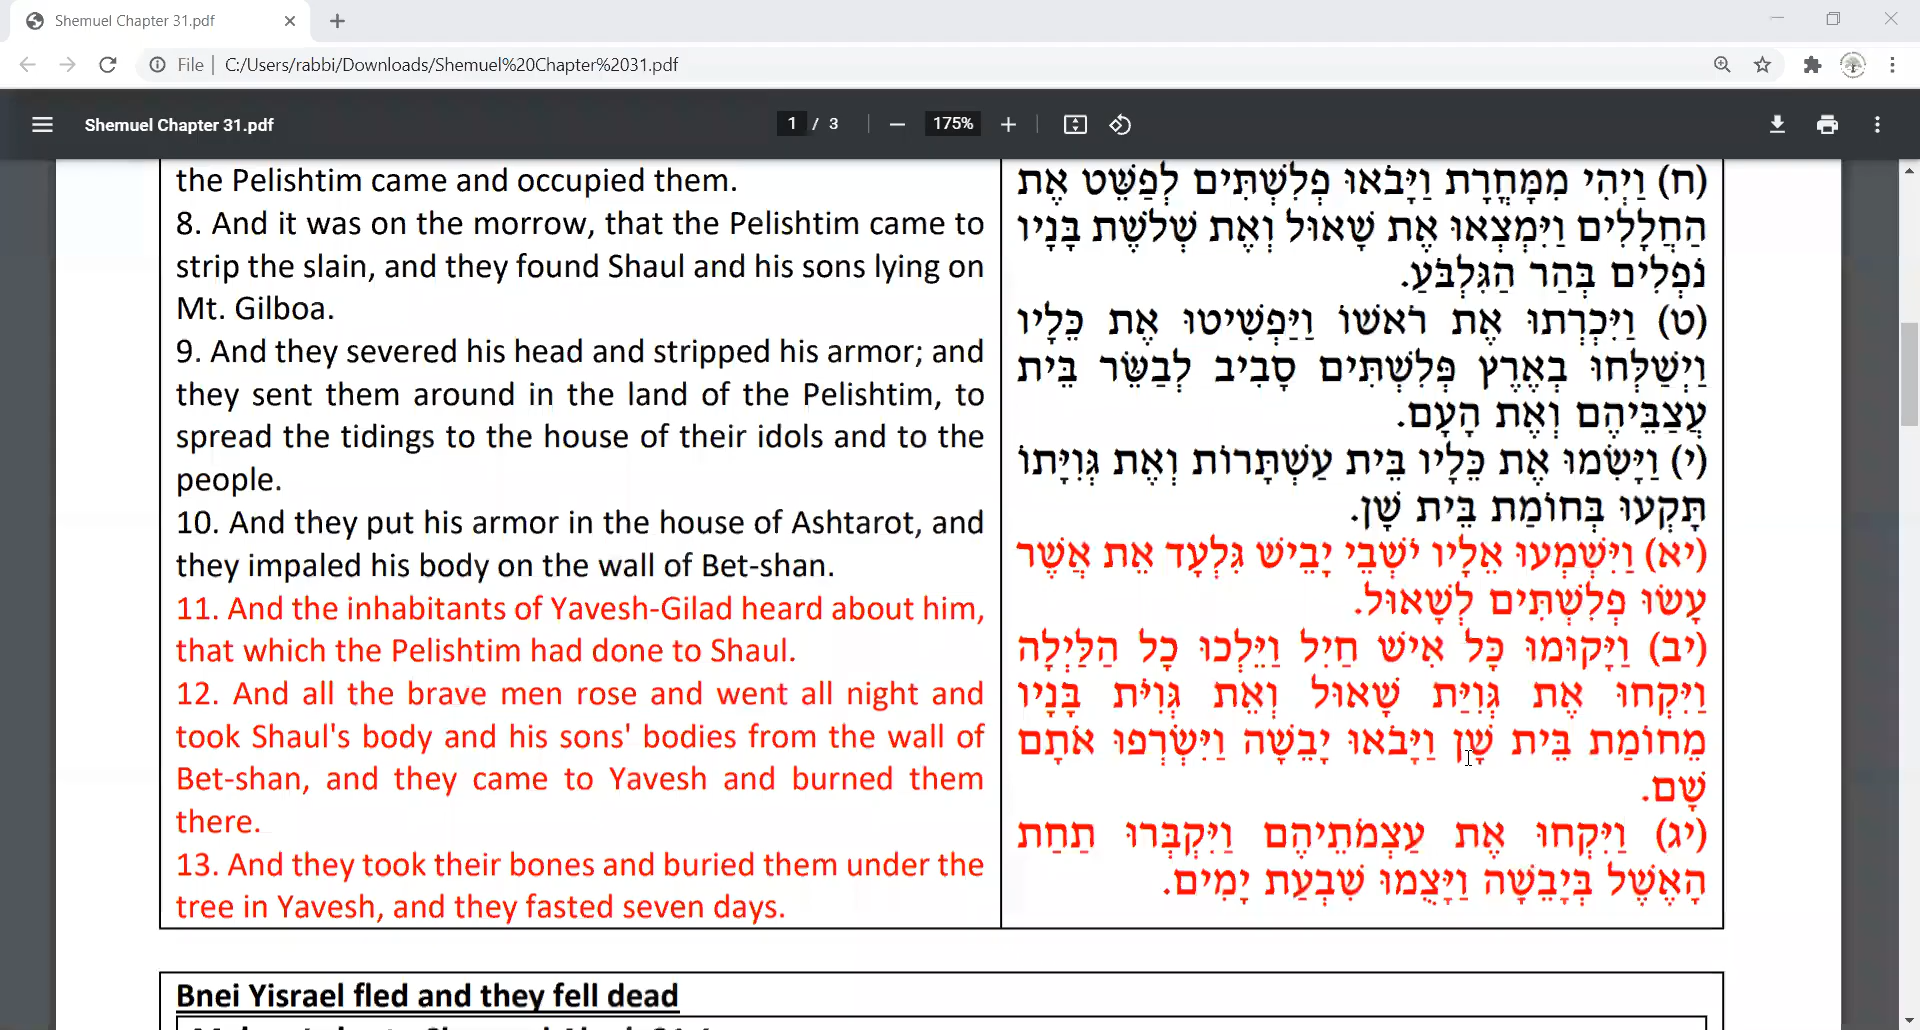 Shemuel Chapter 31.pdf
File | C:/Users/rabbi/Downloads/Shemuel%20Chapter%2031.pdf
Shemuel Chapter 31.pdf
1 / 3
175%
the Pelishtim came and occupied them.
8. And it was on the morrow, that the Pelishtim came to
strip the slain, and they found Shaul and his sons lying on
Mt. Gilboa.
9. And they severed his head and stripped his armor; and
they sent them around in the land of the Pelishtim, to
spread the tidings to the house of their idols and to the
people.
10. And they put his armor in the house of Ashtarot, and
they impaled his body on the wall of Bet-shan.
11. And the inhabitants of Yavesh-Gilad heard about him,
that which the Pelishtim had done to Shaul.
12. And all the brave men rose and went all night and
took Shaul's body and his sons' bodies from the wall of
Bet-shan, and they came to Yavesh and burned them
there.
13. And they took their bones and buried them under the
tree in Yavesh, and they fasted seven days.
(ח) וַיְהִי מִמָּחֳרָת וַיָּבֹאוּ פְלִשְׁתִּים לְפַשֵּׁט אֶת
הַחֲלָלִים וַיִּמְצְאוּ אֶת שָׁאוּל וְאֶת שְׁלֹשֶׁת בָּנָיו
נֹפְלִים בְּהַר הַגִּלְבֹּעַ.
(ט) וַיִּכְרְתוּ אֶת רֹאשׁוֹ וַיַּפְשִׁיטוּ אֶת כֵּלָיו
וַיְשַׁלְּחוּ בְאֶרֶץ פְּלִשְׁתִּים סָבִיב לְבַשֵּׂר בֵּית
עֲצַבֵּיהֶם וְאֶת הָעָם.
(י) וַיָּשִׂמוּ אֶת כֵּלָיו בֵּית עַשְׁתָּרוֹת וְאֶת גְּוִיָּתוֹ
תָּקְעוּ בְּחוֹמַת בֵּית שָׁן.
(יא) וַיִּשְׁמְעוּ אֵלָיו יֹשְׁבֵי יָבֵישׁ גִּלְעָד אֵת אֲשֶׁר
עָשׂוּ פְלִשְׁתִּים לְשָׁאוּל.
(יב) וַיָּקוּמוּ כָּל אִישׁ חַיִל וַיֵּלְכוּ כָל הַלַּיְלָה
וַיִּקְחוּ אֶת גְּוִיַּת שָׁאוּל וְאֵת גְּוִיֹּת בָּנָיו
מֵחוֹמַת בֵּית שָׁן וַיָּבֹאוּ יָבֵשָׁה וַיִּשְׂרְפוּ אֹתָם
שָׁם.
(יג) וַיִּקְחוּ אֶת עַצְמֹתֵיהֶם וַיִּקְבְּרוּ תַחַת
הָאֶשֶׁל בְּיָבֵשָׁה וַיָּצֻמוּ שִׁבְעַת יָמִים.
Bnei Yisrael fled and they fell dead